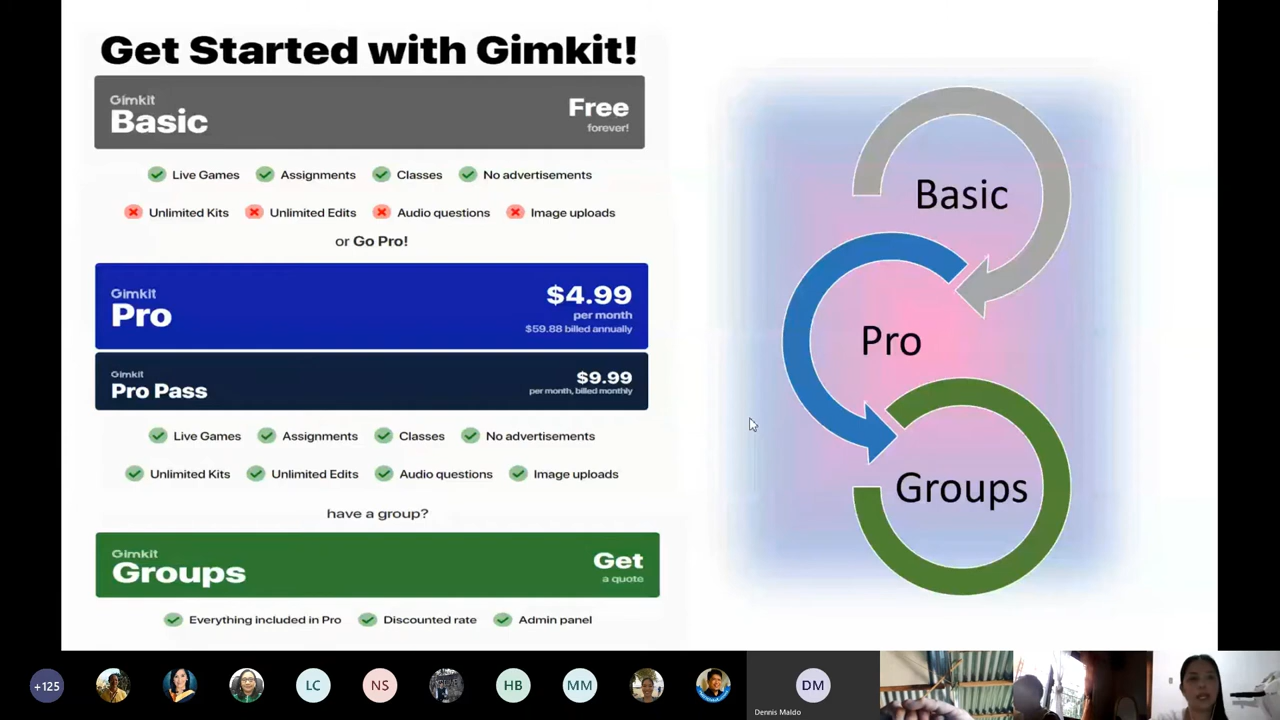 Get Started with Gimkit!
Gimkit
Basic
Free
forever!
Live Games Assignments Classes No advertisements
Unlimited Kits Unlimited Edits Audio questions Image uploads
or Go Pro!
Gimkit
Pro
$4.99
per month
$59.88 billed annually
Gimkit
Pro Pass
$9.99
per month, billed monthly
Live Games Assignments Classes No advertisements
Unlimited Kits Unlimited Edits Audio questions Image uploads
have a group?
Gimkit
Groups
Get
a quote
Everything included in Pro Discounted rate Admin panel
Basic
Pro
Groups
+125
LC
NS
HB
MM
DM
Dennis Maldo